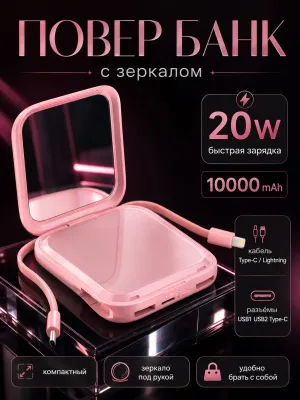 ПОВЕР БАНК
с зеркалом
20w
быстрая зарядка
10000 mAh
кабель
Type-C / Lightning
разъёмы
USB1 USB2 Type-C
компактный
зеркало
под рукой
удобно
брать с собой